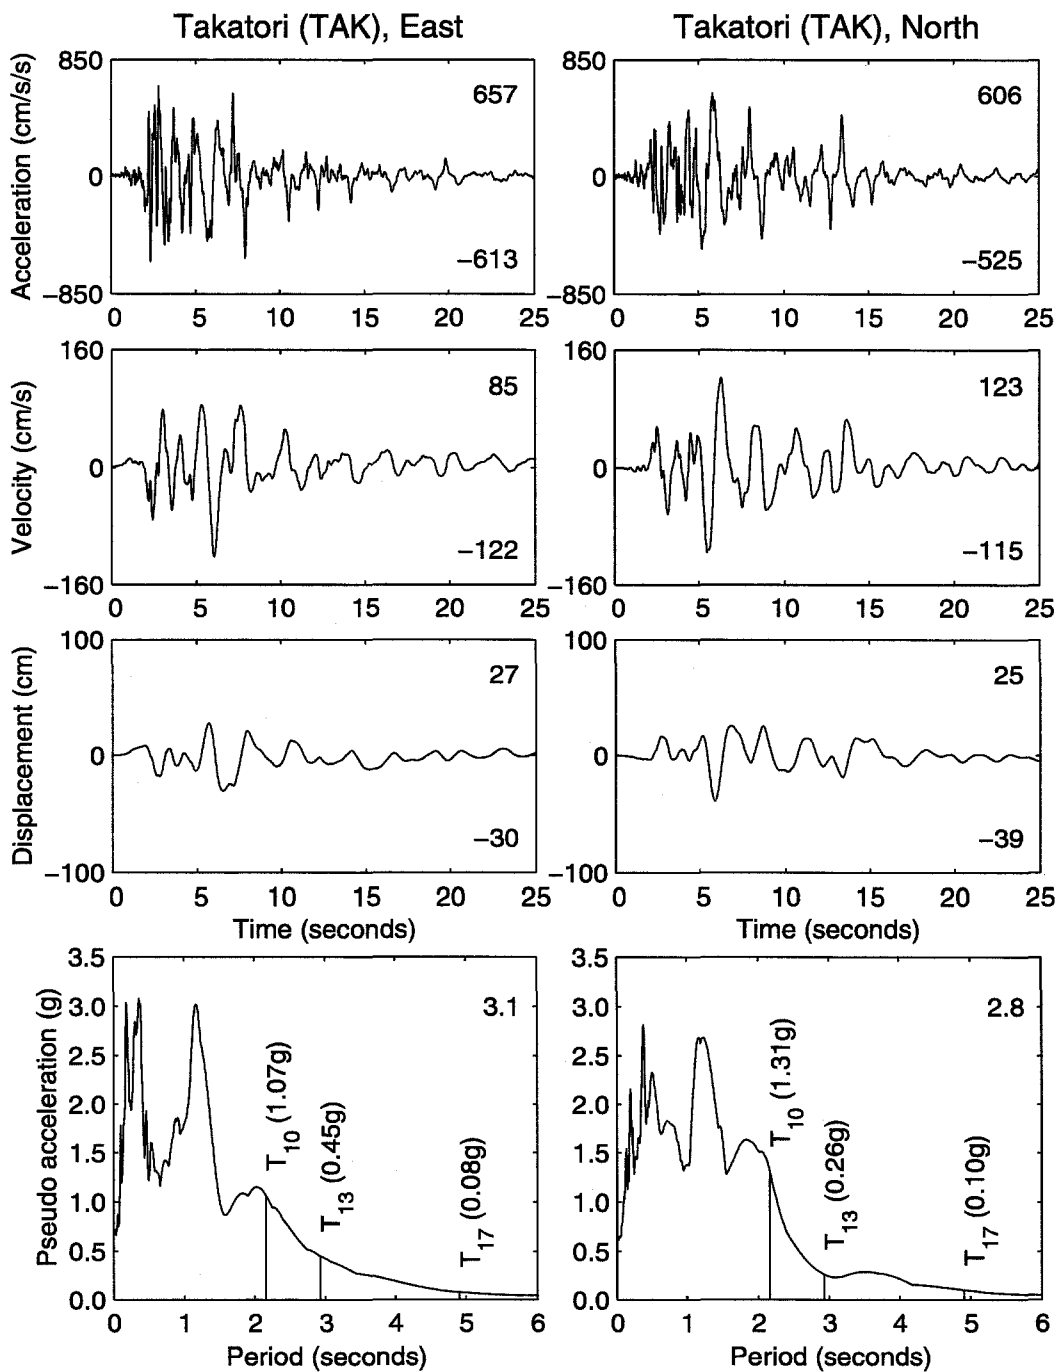 Takatori (TAK), East
Takatori (TAK), North
Acceleration (cm/s/s)
850
0
−850
657
−613
0 5 10 15 20 25
850
0
−850
606
−525
0 5 10 15 20 25
Velocity (cm/s)
160
0
−160
85
−122
0 5 10 15 20 25
160
0
−160
123
−115
0 5 10 15 20 25
Displacement (cm)
100
0
−100
27
−30
0 5 10 15 20 25
Time (seconds)
100
0
−100
25
−39
0 5 10 15 20 25
Time (seconds)
Pseudo acceleration (g)
3.5
3.0
2.5
2.0
1.5
1.0
0.5
0.0
3.1
T10 (1.07g)
T13 (0.45g)
T17 (0.08g)
0 1 2 3 4 5 6
Period (seconds)
3.5
3.0
2.5
2.0
1.5
1.0
0.5
0.0
2.8
T10 (1.31g)
T13 (0.26g)
T17 (0.10g)
0 1 2 3 4 5 6
Period (seconds)